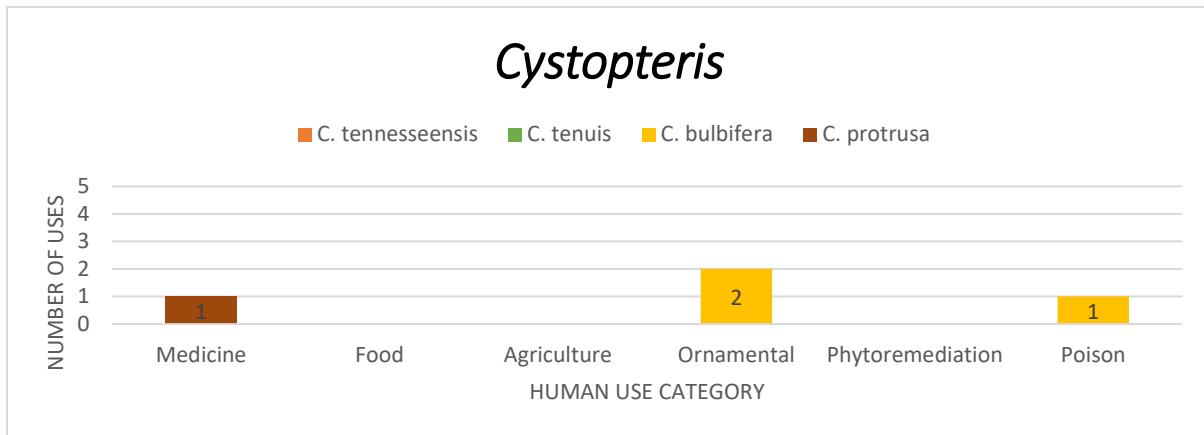 Cystopteris
C. tennesseensis C. tenuis C. bulbifera C. protrusa
NUMBER OF USES
5
4
3
2
1
0
1
2
1
Medicine Food Agriculture Ornamental Phytoremediation Poison
HUMAN USE CATEGORY